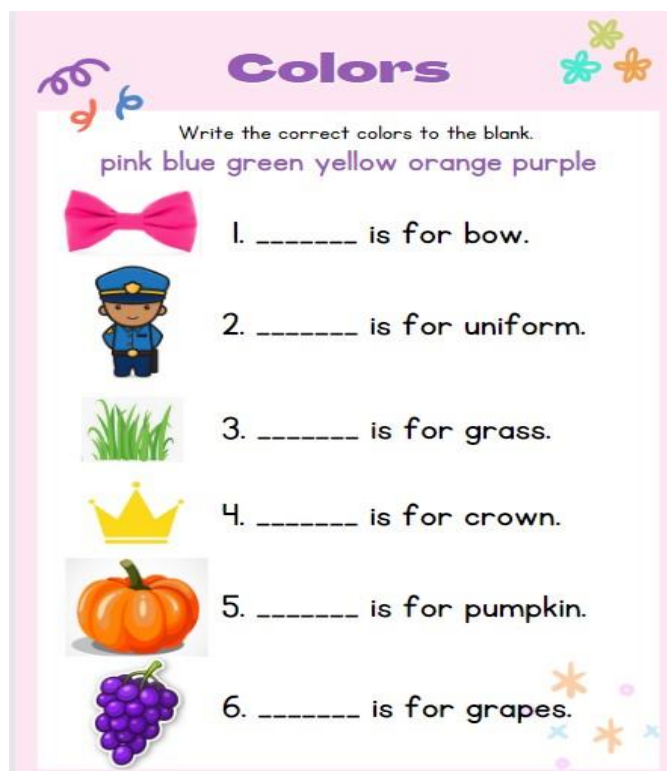 Colors
Write the correct colors to the blank.
pink blue green yellow orange purple
1. _______ is for bow.
2. _______ is for uniform.
3. _______ is for grass.
4. _______ is for crown.
5. _______ is for pumpkin.
6. _______ is for grapes.